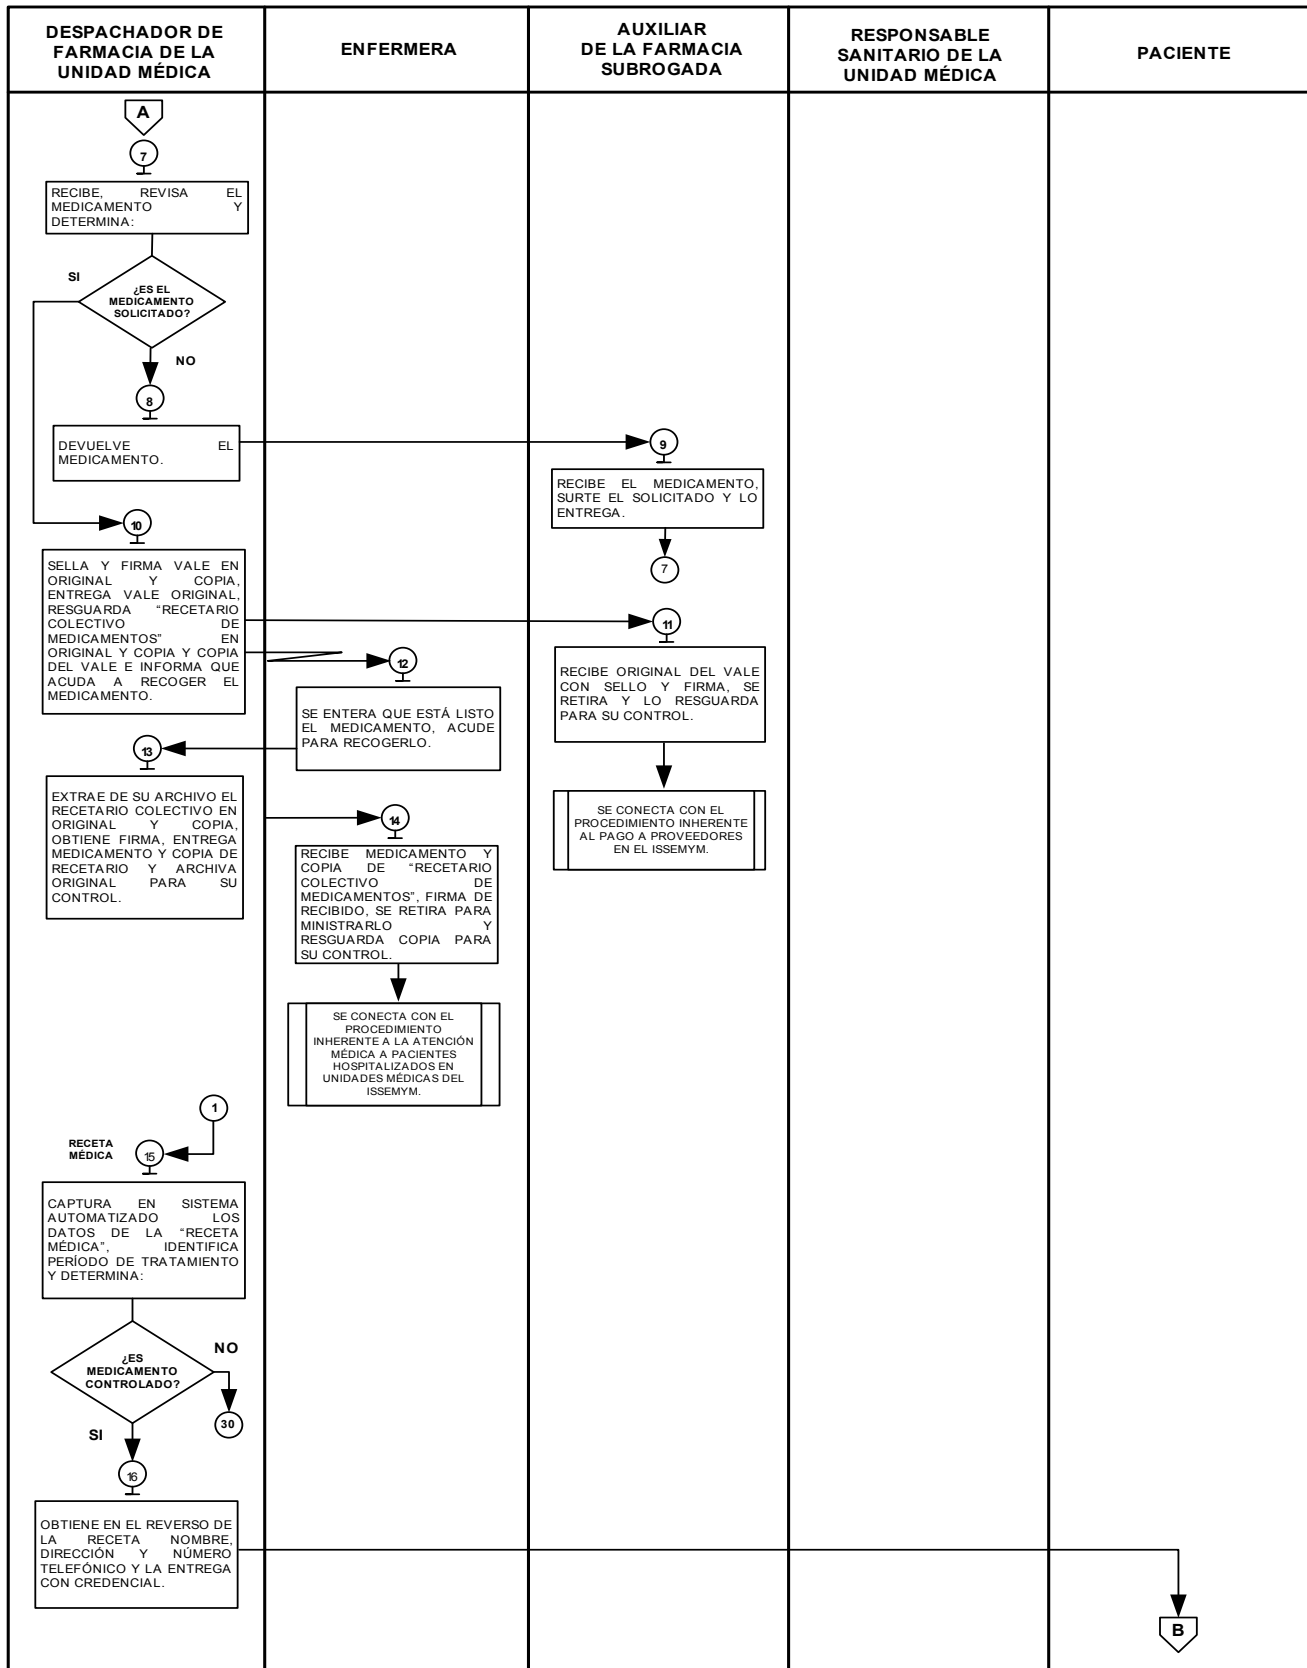 DESPACHADOR DE
FARMACIA DE LA
UNIDAD MÉDICA
ENFERMERA
AUXILIAR
DE LA FARMACIA
SUBROGADA
RESPONSABLE
SANITARIO DE LA
UNIDAD MÉDICA
PACIENTE
A
7
RECIBE, REVISA EL
MEDICAMENTO Y
DETERMINA:
SI
¿ES EL
MEDICAMENTO
SOLICITADO?
NO
8
DEVUELVE EL
MEDICAMENTO.
9
RECIBE EL MEDICAMENTO,
SURTE EL SOLICITADO Y LO
ENTREGA.
7
10
SELLA Y FIRMA VALE EN
ORIGINAL Y COPIA,
ENTREGA VALE ORIGINAL,
RESGUARDA “RECETARIO
COLECTIVO DE
MEDICAMENTOS” EN
ORIGINAL Y COPIA Y COPIA
DEL VALE E INFORMA QUE
ACUDA A RECOGER EL
MEDICAMENTO.
11
RECIBE ORIGINAL DEL VALE
CON SELLO Y FIRMA, SE
RETIRA Y LO RESGUARDA
PARA SU CONTROL.
12
SE ENTERA QUE ESTÁ LISTO
EL MEDICAMENTO, ACUDE
PARA RECOGERLO.
13
EXTRAE DE SU ARCHIVO EL
RECETARIO COLECTIVO EN
ORIGINAL Y COPIA,
OBTIENE FIRMA, ENTREGA
MEDICAMENTO Y COPIA DE
RECETARIO Y ARCHIVA
ORIGINAL PARA SU
CONTROL.
SE CONECTA CON EL
PROCEDIMIENTO INHERENTE
AL PAGO A PROVEEDORES
EN EL ISSEMYM.
14
RECIBE MEDICAMENTO Y
COPIA DE “RECETARIO
COLECTIVO DE
MEDICAMENTOS”, FIRMA DE
RECIBIDO, SE RETIRA PARA
MINISTRARLO Y
RESGUARDA COPIA PARA
SU CONTROL.
SE CONECTA CON EL
PROCEDIMIENTO
INHERENTE A LA ATENCIÓN
MÉDICA A PACIENTES
HOSPITALIZADOS EN
UNIDADES MÉDICAS DEL
ISSEMYM.
1
RECETA
MÉDICA
15
CAPTURA EN SISTEMA
AUTOMATIZADO LOS
DATOS DE LA “RECETA
MÉDICA”, IDENTIFICA
PERÍODO DE TRATAMIENTO
Y DETERMINA:
¿ES
MEDICAMENTO
CONTROLADO?
NO
30
SI
16
OBTIENE EN EL REVERSO DE
LA RECETA NOMBRE,
DIRECCIÓN Y NÚMERO
TELEFÓNICO Y LA ENTREGA
CON CREDENCIAL.
B